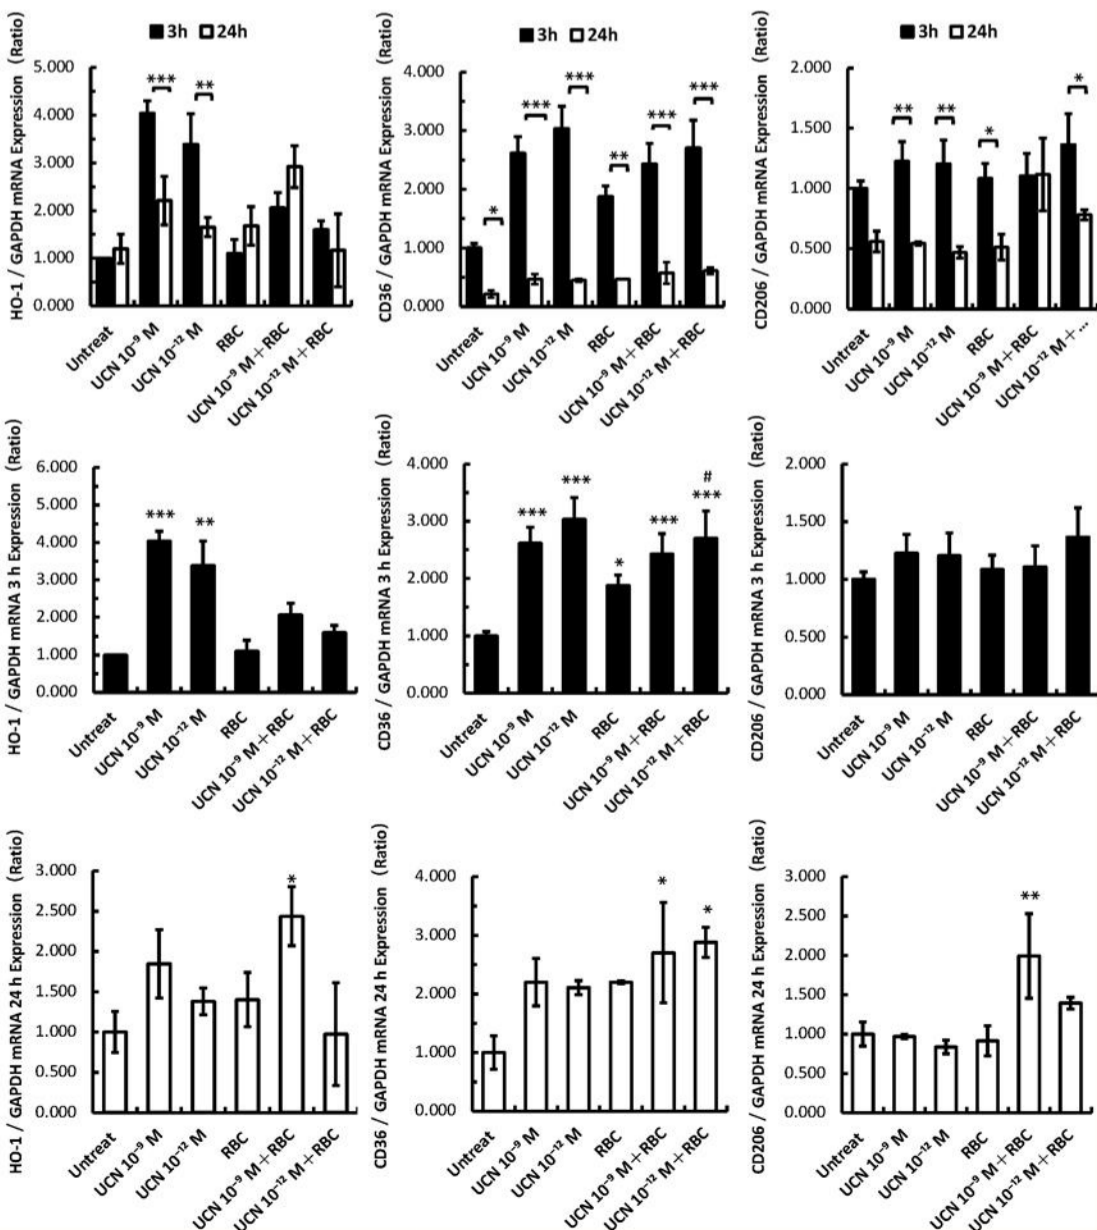 HO-1 / GAPDH mRNA Expression (Ratio)
■3h □24h
5.000
4.000
3.000
2.000
1.000
0.000
***
**
Untreat
UCN 10⁻⁹ M
UCN 10⁻¹² M
RBC
UCN 10⁻⁹ M+RBC
UCN 10⁻¹² M+RBC
CD36 / GAPDH mRNA Expression (Ratio)
■3h □24h
4.000
3.000
2.000
1.000
0.000
*
***
***
**
***
***
Untreat
UCN 10⁻⁹ M
UCN 10⁻¹² M
RBC
UCN 10⁻⁹ M+RBC
UCN 10⁻¹² M+RBC
CD206 / GAPDH mRNA Expression (Ratio)
■3h □24h
2.000
1.500
1.000
0.500
0.000
**
**
*
*
Untreat
UCN 10⁻⁹ M
UCN 10⁻¹² M
RBC
UCN 10⁻⁹ M+RBC
UCN 10⁻¹² M+...
HO-1 / GAPDH mRNA 3 h Expression (Ratio)
6.000
5.000
4.000
3.000
2.000
1.000
0.000
***
**
Untreat
UCN 10⁻⁹ M
UCN 10⁻¹² M
RBC
UCN 10⁻⁹ M+RBC
UCN 10⁻¹² M+RBC
CD36 / GAPDH mRNA 3 h Expression (Ratio)
4.000
3.000
2.000
1.000
0.000
***
***
*
***
#
***
Untreat
UCN 10⁻⁹ M
UCN 10⁻¹² M
RBC
UCN 10⁻⁹ M+RBC
UCN 10⁻¹² M+RBC
CD206 / GAPDH mRNA 3 h Expression (Ratio)
2.000
1.500
1.000
0.500
0.000
Untreat
UCN 10⁻⁹ M
UCN 10⁻¹² M
RBC
UCN 10⁻⁹ M+RBC
UCN 10⁻¹² M+RBC
HO-1 / GAPDH mRNA 24 h Expression (Ratio)
3.000
2.500
2.000
1.500
1.000
0.500
0.000
*
Untreat
UCN 10⁻⁹ M
UCN 10⁻¹² M
RBC
UCN 10⁻⁹ M+RBC
UCN 10⁻¹² M+RBC
CD36 / GAPDH mRNA 24 h Expression (Ratio)
4.000
3.000
2.000
1.000
0.000
*
*
Untreat
UCN 10⁻⁹ M
UCN 10⁻¹² M
RBC
UCN 10⁻⁹ M+RBC
UCN 10⁻¹² M+RBC
CD206 / GAPDH mRNA 24 h Expression (Ratio)
3.000
2.500
2.000
1.500
1.000
0.500
0.000
**
Untreat
UCN 10⁻⁹ M
UCN 10⁻¹² M
RBC
UCN 10⁻⁹ M+RBC
UCN 10⁻¹² M+RBC